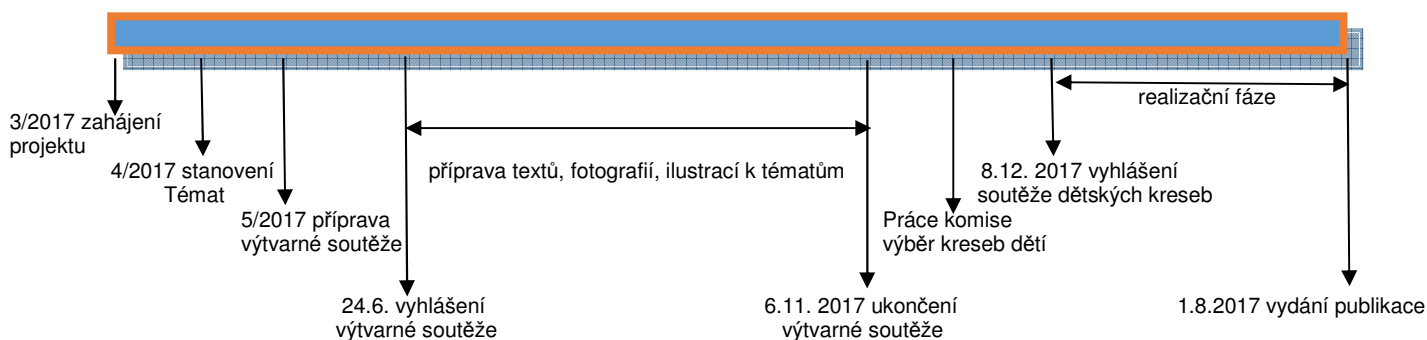 realizační fáze
3/2017 zahájení
projektu
4/2017 stanovení
Témat
příprava textů, fotografií, ilustrací k tématům
8.12. 2017 vyhlášení
soutěže dětských kreseb
5/2017 příprava
výtvarné soutěže
Práce komise
výběr kreseb dětí
24.6. vyhlášení
výtvarné soutěže
6.11. 2017 ukončení
výtvarné soutěže
1.8.2017 vydání publikace